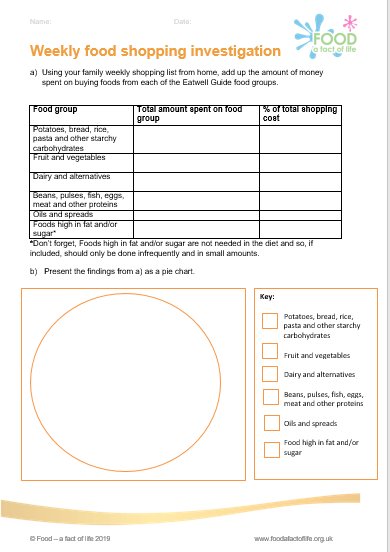 Name:
Date:
FOOD
a fact of life
Weekly food shopping investigation
a) Using your family weekly shopping list from home, add up the amount of money
spent on buying foods from each of the Eatwell Guide food groups.
Food group
Total amount spent on food
group
% of total shopping
cost
Potatoes, bread, rice,
pasta and other starchy
carbohydrates
Fruit and vegetables
Dairy and alternatives
Beans, pulses, fish, eggs,
meat and other proteins
Oils and spreads
Foods high in fat and/or
sugar*
*Don't forget, Foods high in fat and/or sugar are not needed in the diet and so, if
included, should only be done infrequently and in small amounts.
b) Present the findings from a) as a pie chart.
Key:
Potatoes, bread, rice,
pasta and other starchy
carbohydrates
Fruit and vegetables
Dairy and alternatives
Beans, pulses, fish, eggs,
meat and other proteins
Oils and spreads
Food high in fat and/or
sugar
© Food – a fact of life 2019
www.foodafactoflife.org.uk